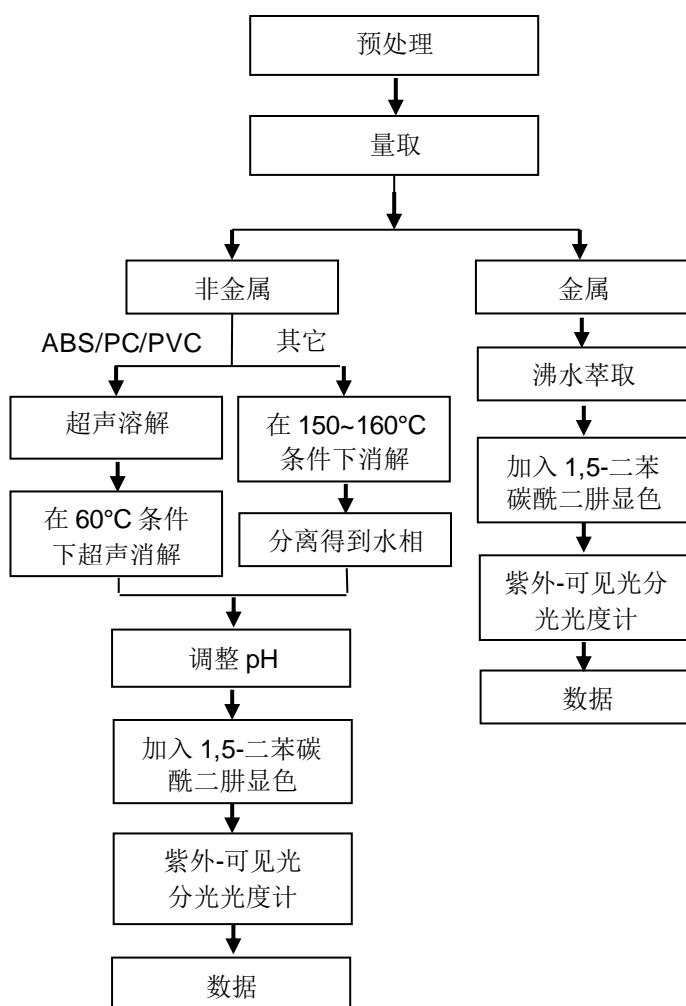 预处理
量取
非金属
金属
ABS/PC/PVC
其它
沸水萃取
超声溶解
在 150~160°C
条件下消解
加入 1,5-二苯
碳酰二肼显色
在 60°C 条件
下超声消解
分离得到水相
紫外-可见光分
光光度计
调整 pH
数据
加入 1,5-二苯碳
酰二肼显色
紫外-可见光
分光光度计
数据